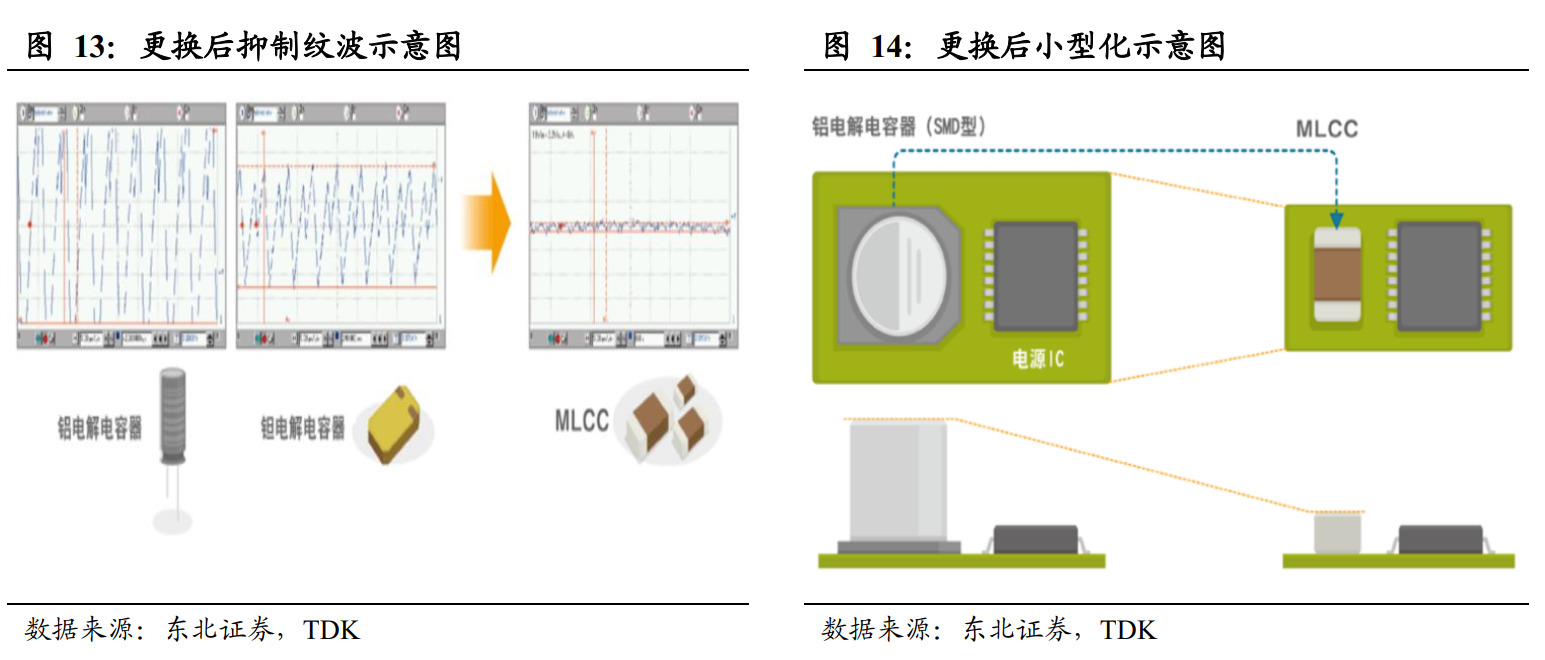 图 13：更换后抑制纹波示意图
铝电解电容器
钽电解电容器
MLCC
数据来源：东北证券，TDK
图 14：更换后小型化示意图
铝电解电容器（SMD型）
MLCC
电源IC
数据来源：东北证券，TDK